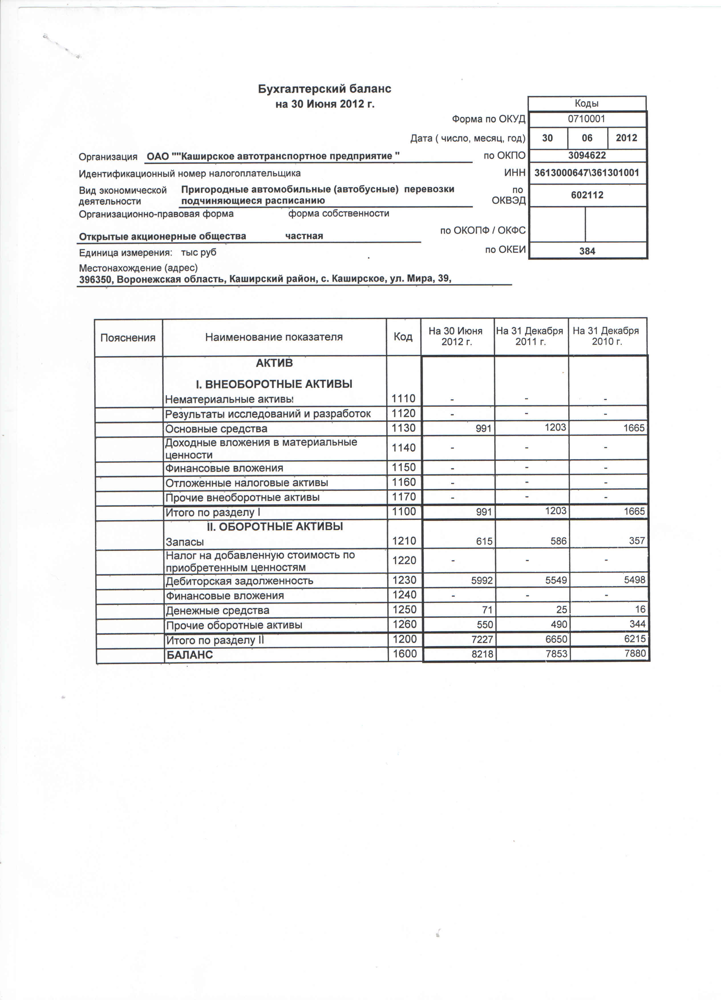 Бухгалтерский баланс
на 30 Июня 2012 г.
Коды
Форма по ОКУД 0710001
Дата ( число, месяц, год) 30 06 2012
Организация ОАО ""Каширское автотранспортное предприятие " по ОКПО 3094622
Идентификационный номер налогоплательщика ИНН 3613000647\361301001
Вид экономической деятельности Пригородные автомобильные (автобусные) перевозки подчиняющиеся расписанию по ОКВЭД 602112
Организационно-правовая форма форма собственности
Открытые акционерные общества частная по ОКОПФ / ОКФС
Единица измерения: тыс руб по ОКЕИ 384
Местонахождение (адрес)
396350, Воронежская область, Каширский район, с. Каширское, ул. Мира, 39,
Пояснения Наименование показателя Код На 30 Июня 2012 г. На 31 Декабря 2011 г. На 31 Декабря 2010 г.
АКТИВ
I. ВНЕОБОРОТНЫЕ АКТИВЫ
Нематериальные активы 1110 - - -
Результаты исследований и разработок 1120 - - -
Основные средства 1130 991 1203 1665
Доходные вложения в материальные ценности 1140 - - -
Финансовые вложения 1150 - - -
Отложенные налоговые активы 1160 - - -
Прочие внеоборотные активы 1170 - - -
Итого по разделу I 1100 991 1203 1665
II. ОБОРОТНЫЕ АКТИВЫ
Запасы 1210 615 586 357
Налог на добавленную стоимость по приобретенным ценностям 1220 - - -
Дебиторская задолженность 1230 5992 5549 5498
Финансовые вложения 1240 - - -
Денежные средства 1250 71 25 16
Прочие оборотные активы 1260 550 490 344
Итого по разделу II 1200 7227 6650 6215
БАЛАНС 1600 8218 7853 7880